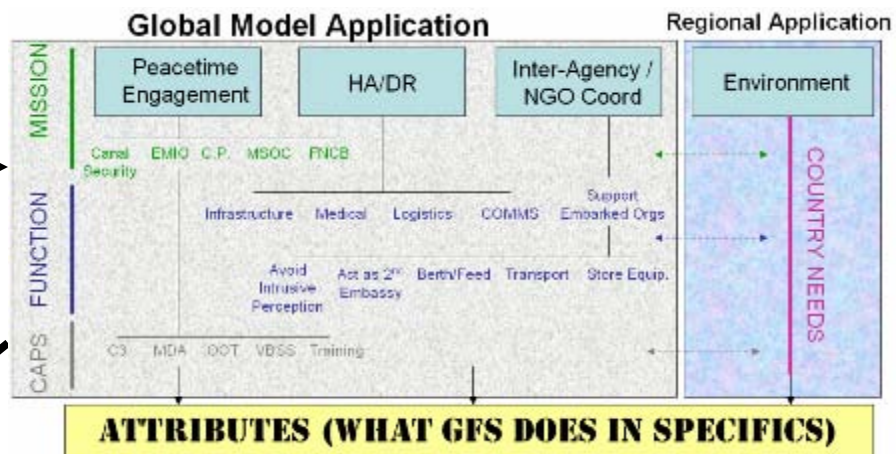 Global Model Application
Regional Application
MISSION
Peacetime
Engagement
HA/DR
Inter-Agency /
NGO Coord
Environment
Canal
Security
EMIO
C.P.
MSOC
FNCB
FUNCTION
Infrastructure
Medical
Logistics
COMMS
Support
Embarked Orgs
Avoid
Intrusive
Perception
Act as 2nd
Embassy
Berth/Feed
Transport
Store Equip.
COUNTRY NEEDS
CAPS
C3
MDA
OOT
VBSS
Training
ATTRIBUTES (WHAT GFS DOES IN SPECIFICS)